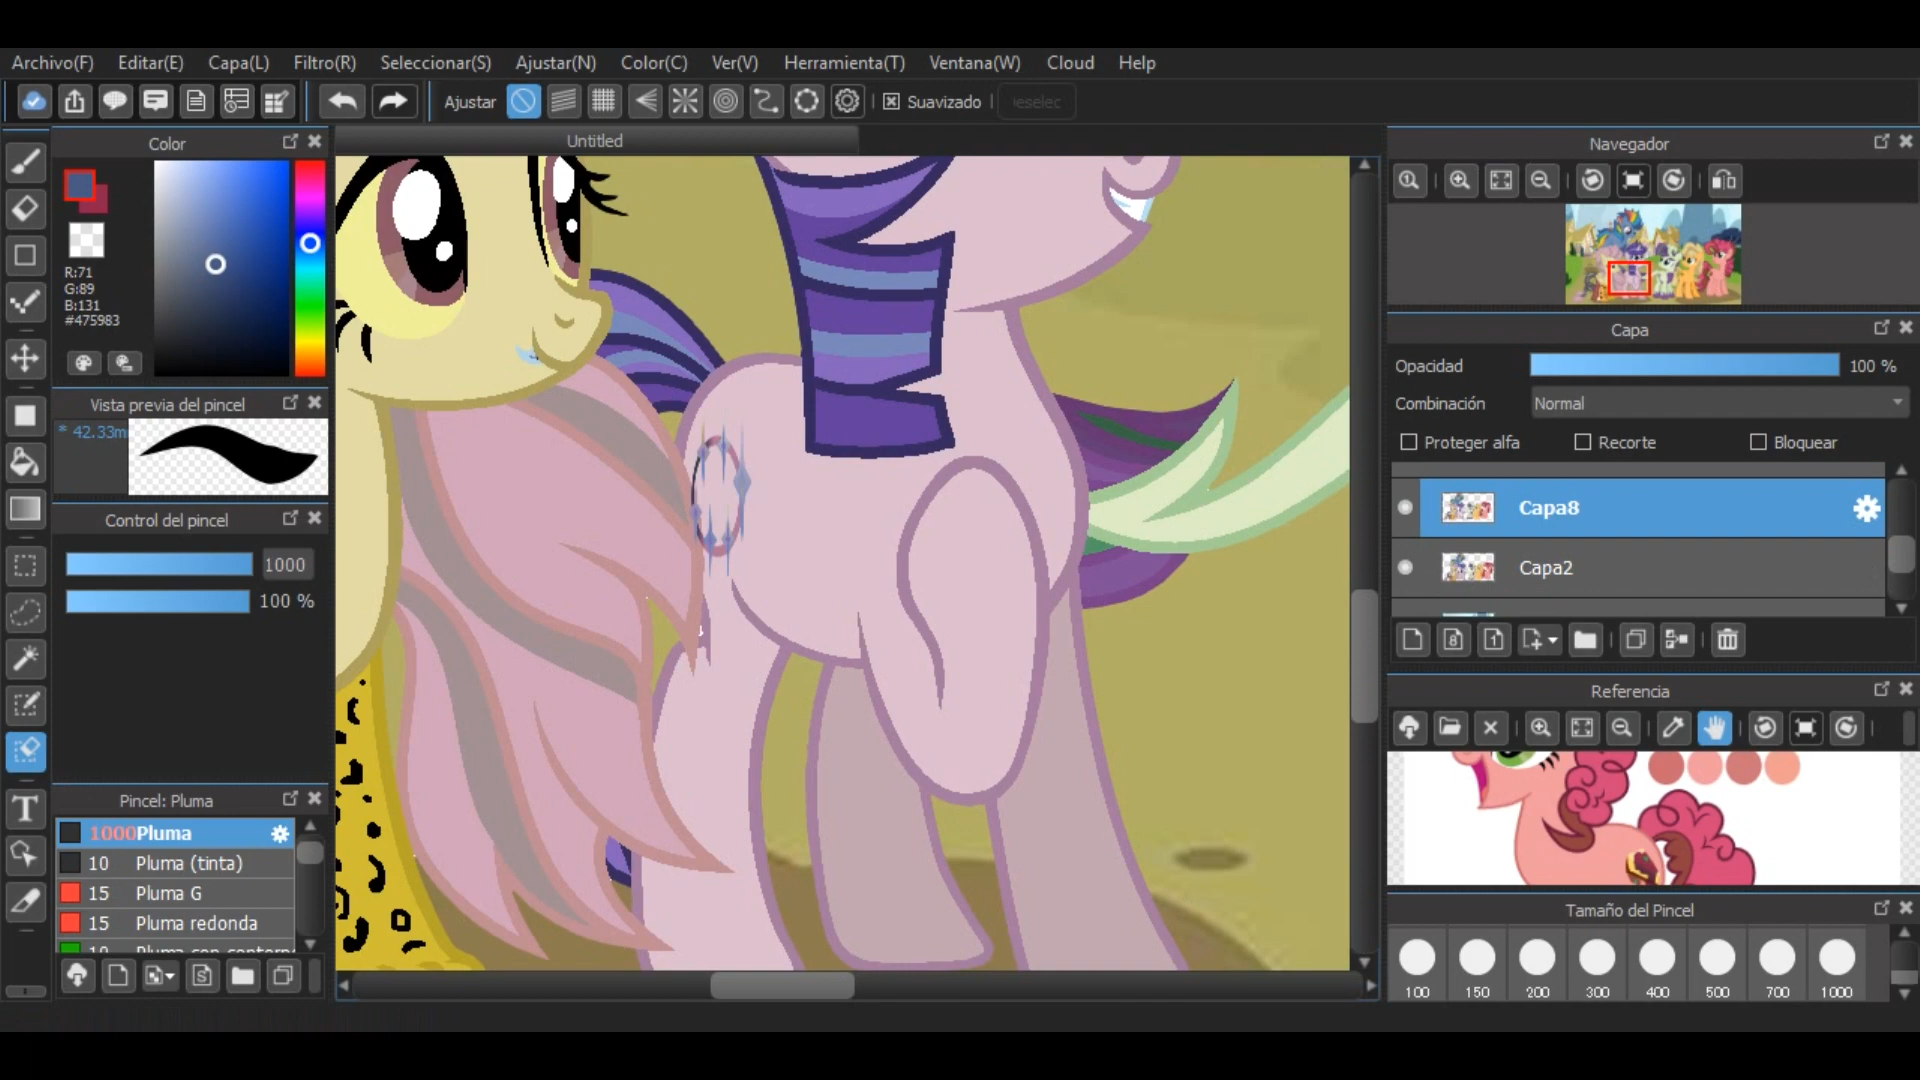 Archivo(F) Editar(E) Capa(L) Filtro(R) Seleccionar(S) Ajustar(N) Color(C) Ver(V) Herramienta(T) Ventana(W) Cloud Help
Ajustar Suavizado
Untitled
Color
R:71
G:89
B:131
#475983
Vista previa del pincel
* 42.33m
Control del pincel
1000
100 %
Pincel: Pluma
1000 Pluma
10 Pluma (tinta)
15 Pluma G
15 Pluma redonda
Navegador
Capa
Opacidad 100 %
Combinación Normal
Proteger alfa Recorte Bloquear
Capa8
Capa2
Referencia
Tamaño del Pincel
100 150 200 300 400 500 700 1000